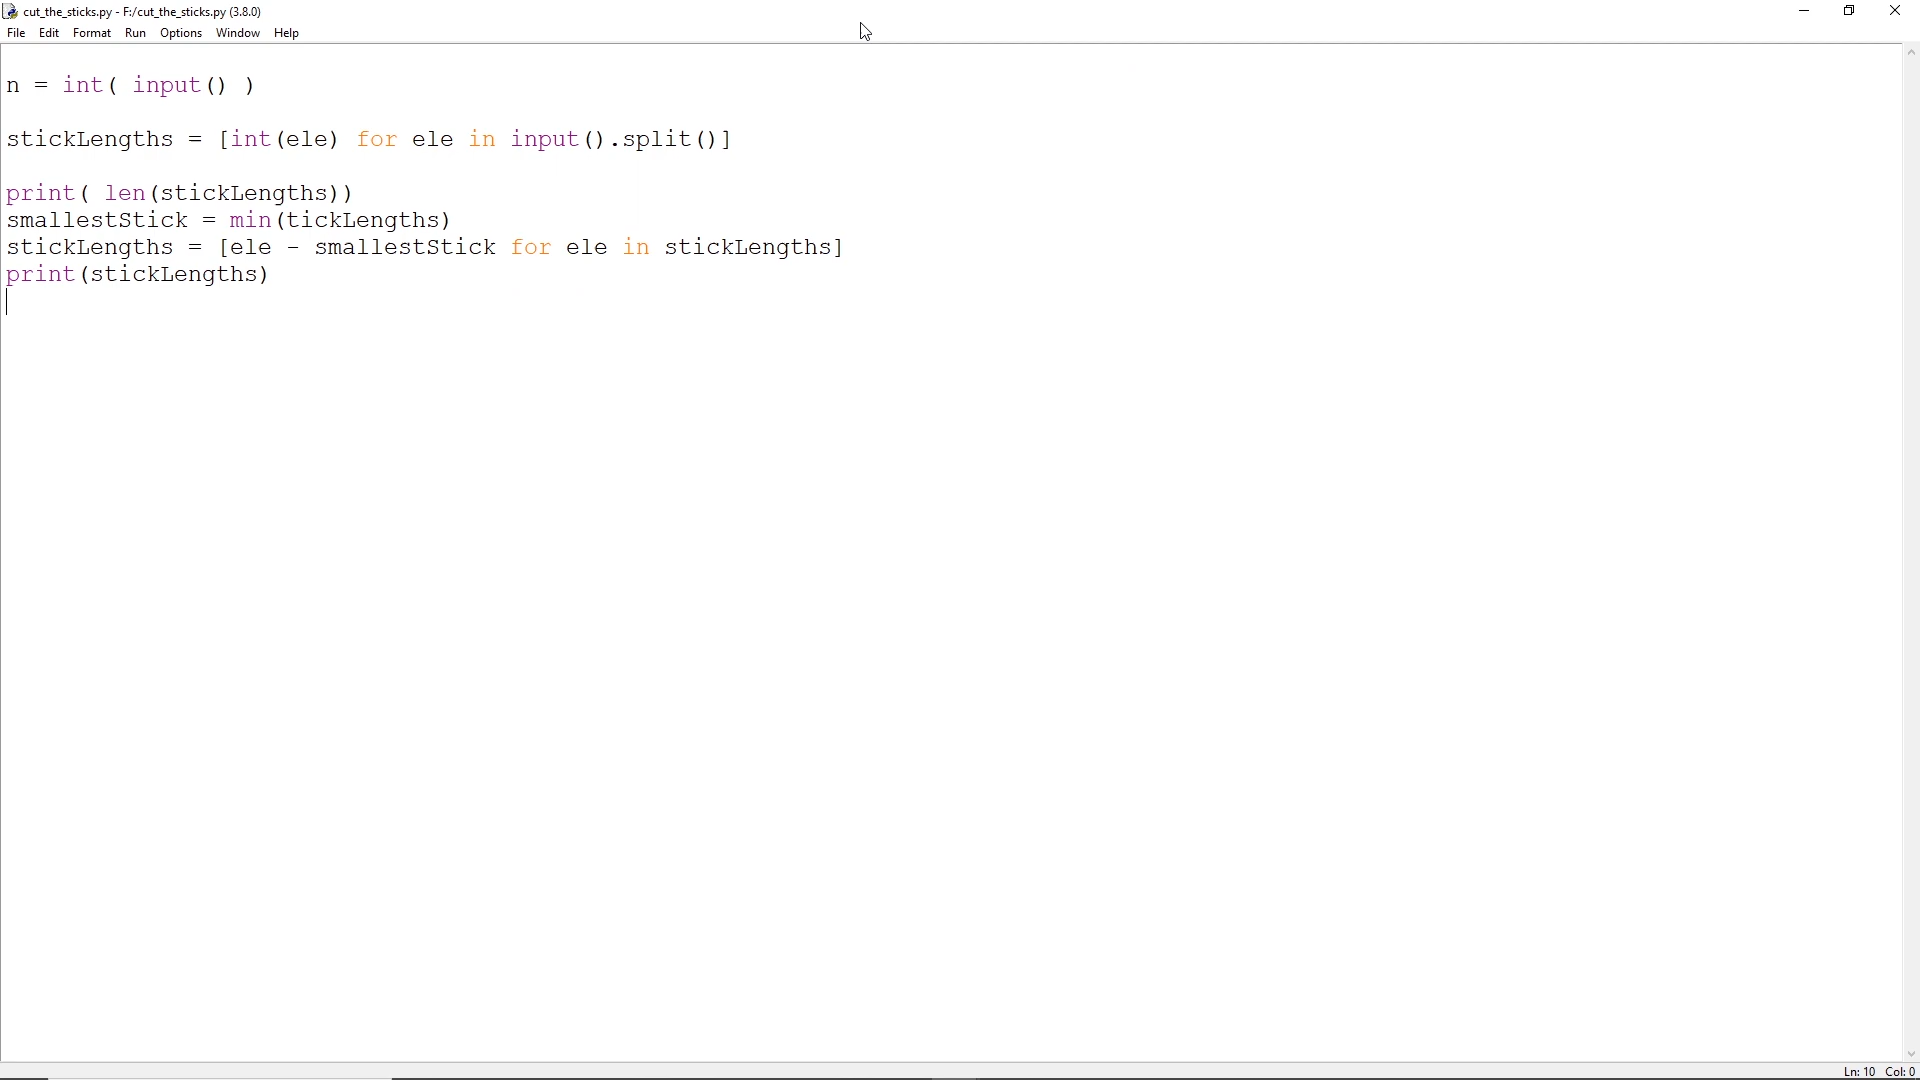 cut_the_sticks.py - F:/cut_the_sticks.py (3.8.0)
File Edit Format Run Options Window Help
n = int( input() )
stickLengths = [int(ele) for ele in input().split()]
print( len(stickLengths))
smallestStick = min(tickLengths)
stickLengths = [ele - smallestStick for ele in stickLengths]
print(stickLengths)
Ln: 10 Col: 0